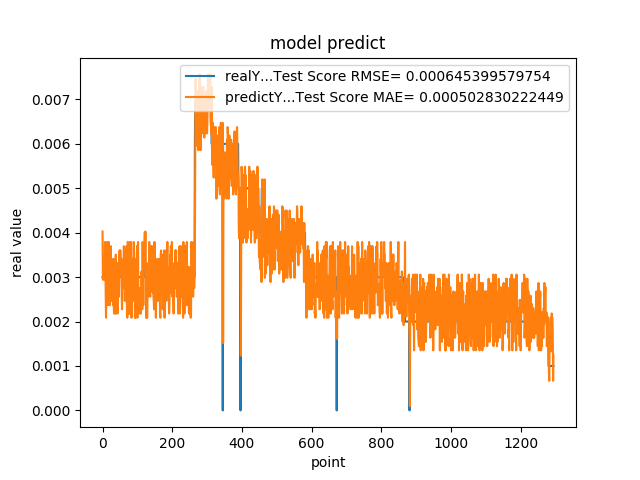 model predict
realY...Test Score RMSE= 0.000645399579754
predictY...Test Score MAE= 0.000502830222449
0.007
0.006
0.005
0.004
0.003
0.002
0.001
0.000
real value
0 200 400 600 800 1000 1200
point